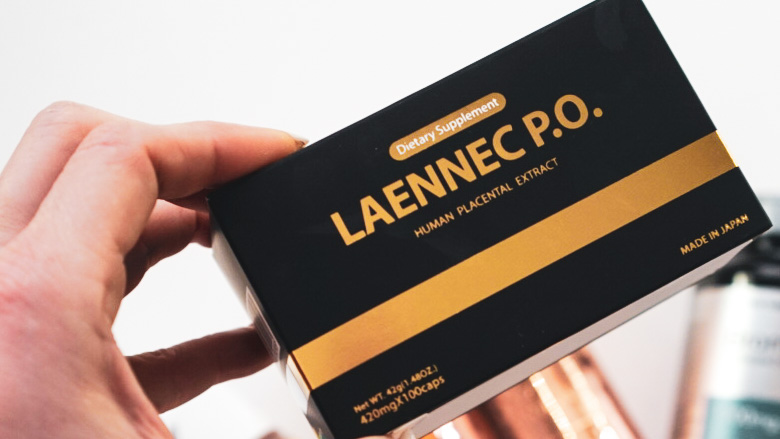 Dietary Supplement
LAENNEC P.O.
HUMAN PLACENTAL EXTRACT
MADE IN JAPAN
Net WT. 42g(1.48OZ.)
420mgX100caps